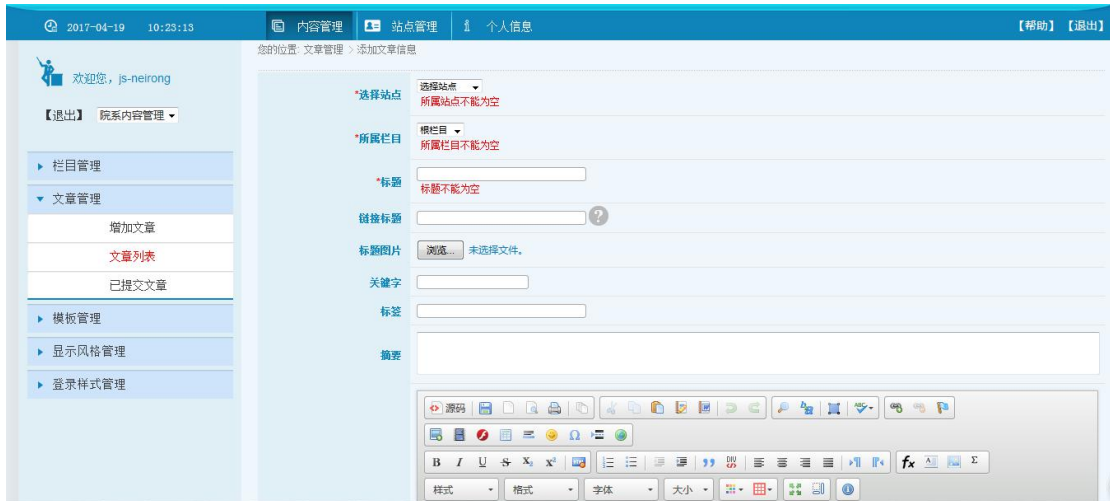 2017-04-19 10:23:13 内容管理 站点管理 个人信息 【帮助】【退出】
您的位置: 文章管理 > 添加文章信息
欢迎您，js-neirong
【退出】 院系内容管理
栏目管理
文章管理
增加文章
文章列表
已提交文章
模板管理
显示风格管理
登录样式管理
*选择站点 选择站点
所属站点不能为空
*所属栏目 根栏目
所属栏目不能为空
*标题
标题不能为空
链接标题 ?
标题图片 浏览... 未选择文件。
关键字
标签
摘要
源码
B I U S X₂ x²
样式 格式 字体 大小